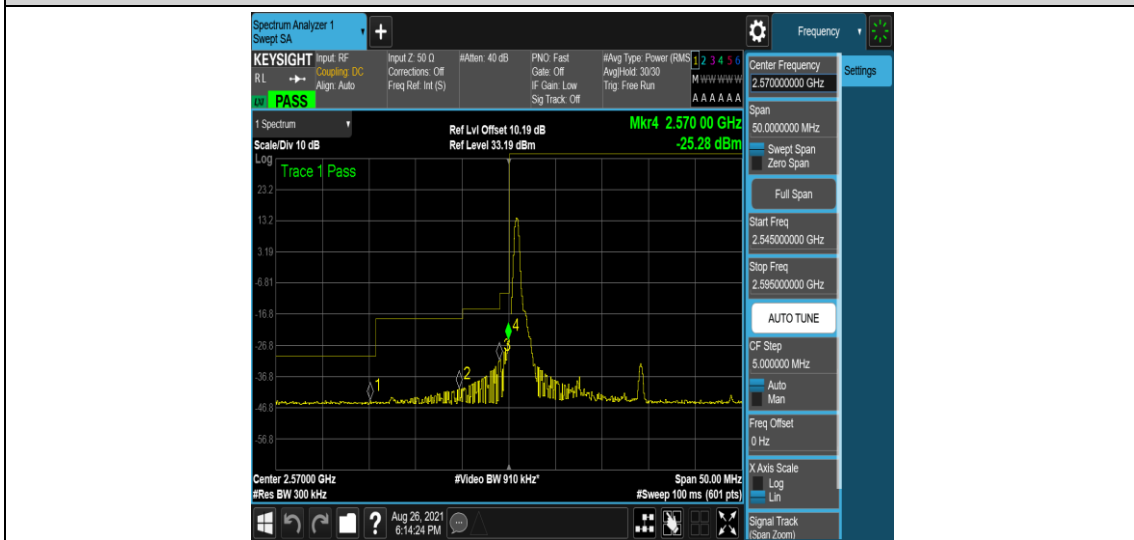 Spectrum Analyzer 1
Swept SA
+
Frequency
KEYSIGHT
RL
LXI
PASS
Input: RF
Coupling: DC
Align: Auto
Input Z: 50 Ω
Corrections: Off
Freq Ref: Int (S)
#Atten: 40 dB
PNO: Fast
Gate: Off
IF Gain: Low
Sig Track: Off
#Avg Type: Power (RMS
Avg|Hold: 30/30
Trig: Free Run
1 2 3 4 5 6
M W W W W W
A A A A A A
Center Frequency
2.570000000 GHz
Settings
1 Spectrum
Scale/Div 10 dB
Ref Lvl Offset 10.19 dB
Ref Level 33.19 dBm
Mkr4 2.570 00 GHz
-25.28 dBm
Span
50.0000000 MHz
Swept Span
Zero Span
Full Span
Start Freq
2.545000000 GHz
Stop Freq
2.595000000 GHz
AUTO TUNE
CF Step
5.000000 MHz
Auto
Man
Freq Offset
0 Hz
X Axis Scale
Log
Lin
Signal Track
(Span Zoom)
Log
Trace 1 Pass
23.2
13.2
3.19
-6.81
-16.8
-26.8
-36.8
-46.8
-56.8
1
2
3
4
Center 2.57000 GHz
#Res BW 300 kHz
#Video BW 910 kHz*
Span 50.00 MHz
#Sweep 100 ms (601 pts)
?
Aug 26, 2021
6:14:24 PM